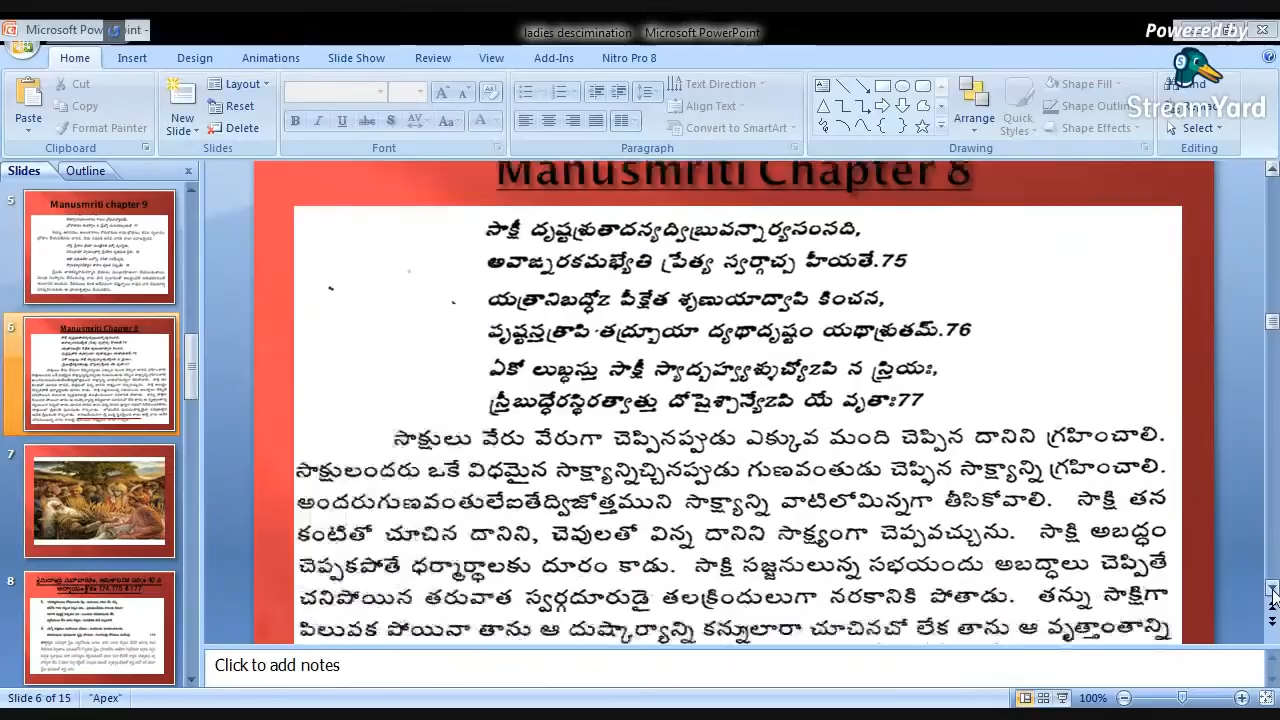 Microsoft PowerPoint -
ladies descimination Microsoft PowerPoint
Powered by
StreamYard
Home Insert Design Animations Slide Show Review View Add-Ins Nitro Pro 8
Paste
Cut
Copy
Format Painter
Clipboard
New Slide
Layout
Reset
Delete
Slides
Font
Text Direction
Align Text
Convert to SmartArt
Paragraph
Arrange
Quick Styles
Shape Fill
Shape Outline
Shape Effects
Drawing
Find
Select
Editing
Slides Outline
5
Manusmriti chapter 9
6
Manusmriti Chapter 8
7
8
Manusmriti Chapter 8
సాక్షీ దృష్టశ్రుతాదన్యద్విబ్రువన్నార్యసంసది,
అవాఙ్నరకమభ్యేతి ప్రేత్య స్వర్గాచ్చ హీయతే.75
యత్రానిబద్ధోఽ పీక్షేత శృణుయాద్వాపి కించన,
పృష్టస్తత్రాపి తద్బ్రూయా ద్యథాదృష్టం యథాశ్రుతమ్.76
ఏకో లుబ్ధస్తు సాక్షీ స్యాద్బహ్వ్యశ్శుచ్యోఽపి న స్త్రియః,
స్త్రీబుద్ధేరస్థిరత్వాత్తు దోషైశ్చాన్యేఽపి యే వృతాః77
సాక్షులు వేరు వేరుగా చెప్పినప్పుడు ఎక్కువ మంది చెప్పిన దానిని గ్రహించాలి.
సాక్షులందరు ఒకే విధమైన సాక్ష్యాన్నిచ్చినప్పుడు గుణవంతుడు చెప్పిన సాక్ష్యాన్ని గ్రహించాలి.
అందరుగుణవంతులేఐతేద్విజోత్తముని సాక్ష్యాన్ని వాటిలోమిన్నగా తీసికోవాలి. సాక్షి తన
కంటితో చూచిన దానిని, చెవులతో విన్న దానిని సాక్ష్యంగా చెప్పవచ్చును. సాక్షి అబద్ధం
చెప్పకపోతే ధర్మార్థాలకు దూరం కాడు. సాక్షి సజ్జనులున్న సభయందు అబద్ధాలు చెప్పితే
చనిపోయిన తరువాత స్వర్గదూరుడై తలక్రిందులుగా నరకానికి పోతాడు. తన్ను సాక్షిగా
దుష్కార్యాన్ని ఆ వృత్తాంతాన్ని
Click to add notes
Slide 6 of 15 "Apex" 100%